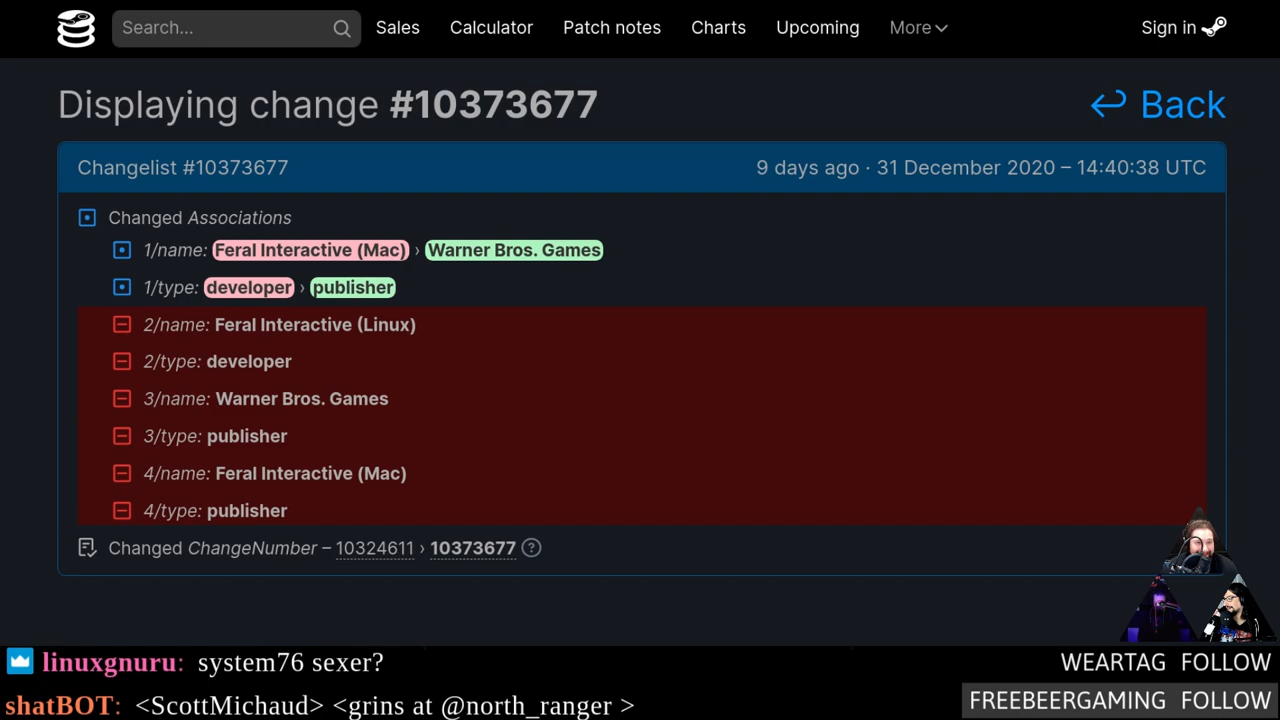 Search... Sales Calculator Patch notes Charts Upcoming More Sign in
Displaying change #10373677 Back
Changelist #10373677 9 days ago · 31 December 2020 – 14:40:38 UTC
Changed Associations
1/name: Feral Interactive (Mac) › Warner Bros. Games
1/type: developer › publisher
2/name: Feral Interactive (Linux)
2/type: developer
3/name: Warner Bros. Games
3/type: publisher
4/name: Feral Interactive (Mac)
4/type: publisher
Changed ChangeNumber – 10324611 › 10373677 ?
linuxgnuru: system76 sexer? WEARTAG FOLLOW
shatBOT: <ScottMichaud> <grins at @north_ranger > FREEBEERGAMING FOLLOW